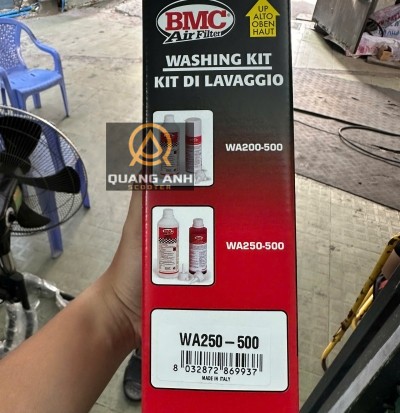 BMC
Air Filter
UP
ALTO
OBEN
HAUT
WASHING KIT
KIT DI LAVAGGIO
WA200-500
QUANG ANH
SCOOTER
WA250-500
WA250-500
8 032872 869937
MADE IN ITALY